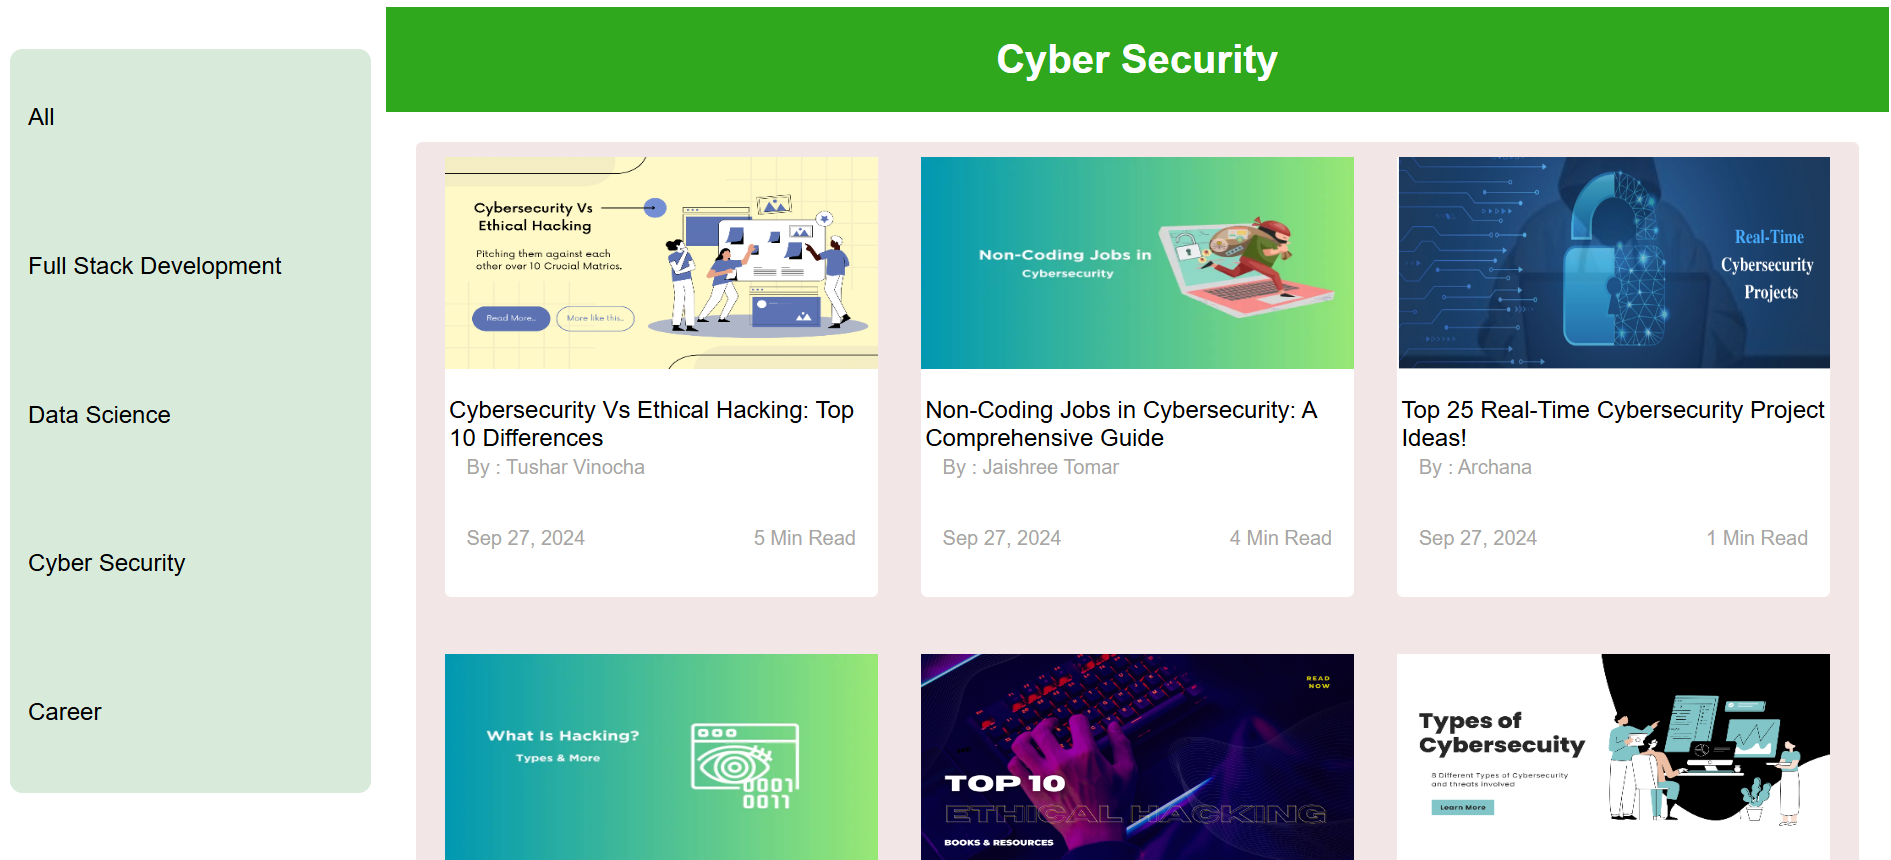 All
Full Stack Development
Data Science
Cyber Security
Career
Cyber Security
Cybersecurity Vs
Ethical Hacking
Pitching them against each
other over 10 Crucial Matrics.
Read More..
More like this..
Cybersecurity Vs Ethical Hacking: Top
10 Differences
By : Tushar Vinocha
Sep 27, 2024
5 Min Read
Non-Coding Jobs in
Cybersecurity
Non-Coding Jobs in Cybersecurity: A
Comprehensive Guide
By : Jaishree Tomar
Sep 27, 2024
4 Min Read
Real-Time
Cybersecurity
Projects
Top 25 Real-Time Cybersecurity Project
Ideas!
By : Archana
Sep 27, 2024
1 Min Read
What Is Hacking?
Types & More
0001
0011
READ
NOW
TOP 10
ETHICAL HACKING
BOOKS & RESOURCES
Types of
Cybersecuity
8 Different Types of Cybersecurity
and threats involved
Learn More